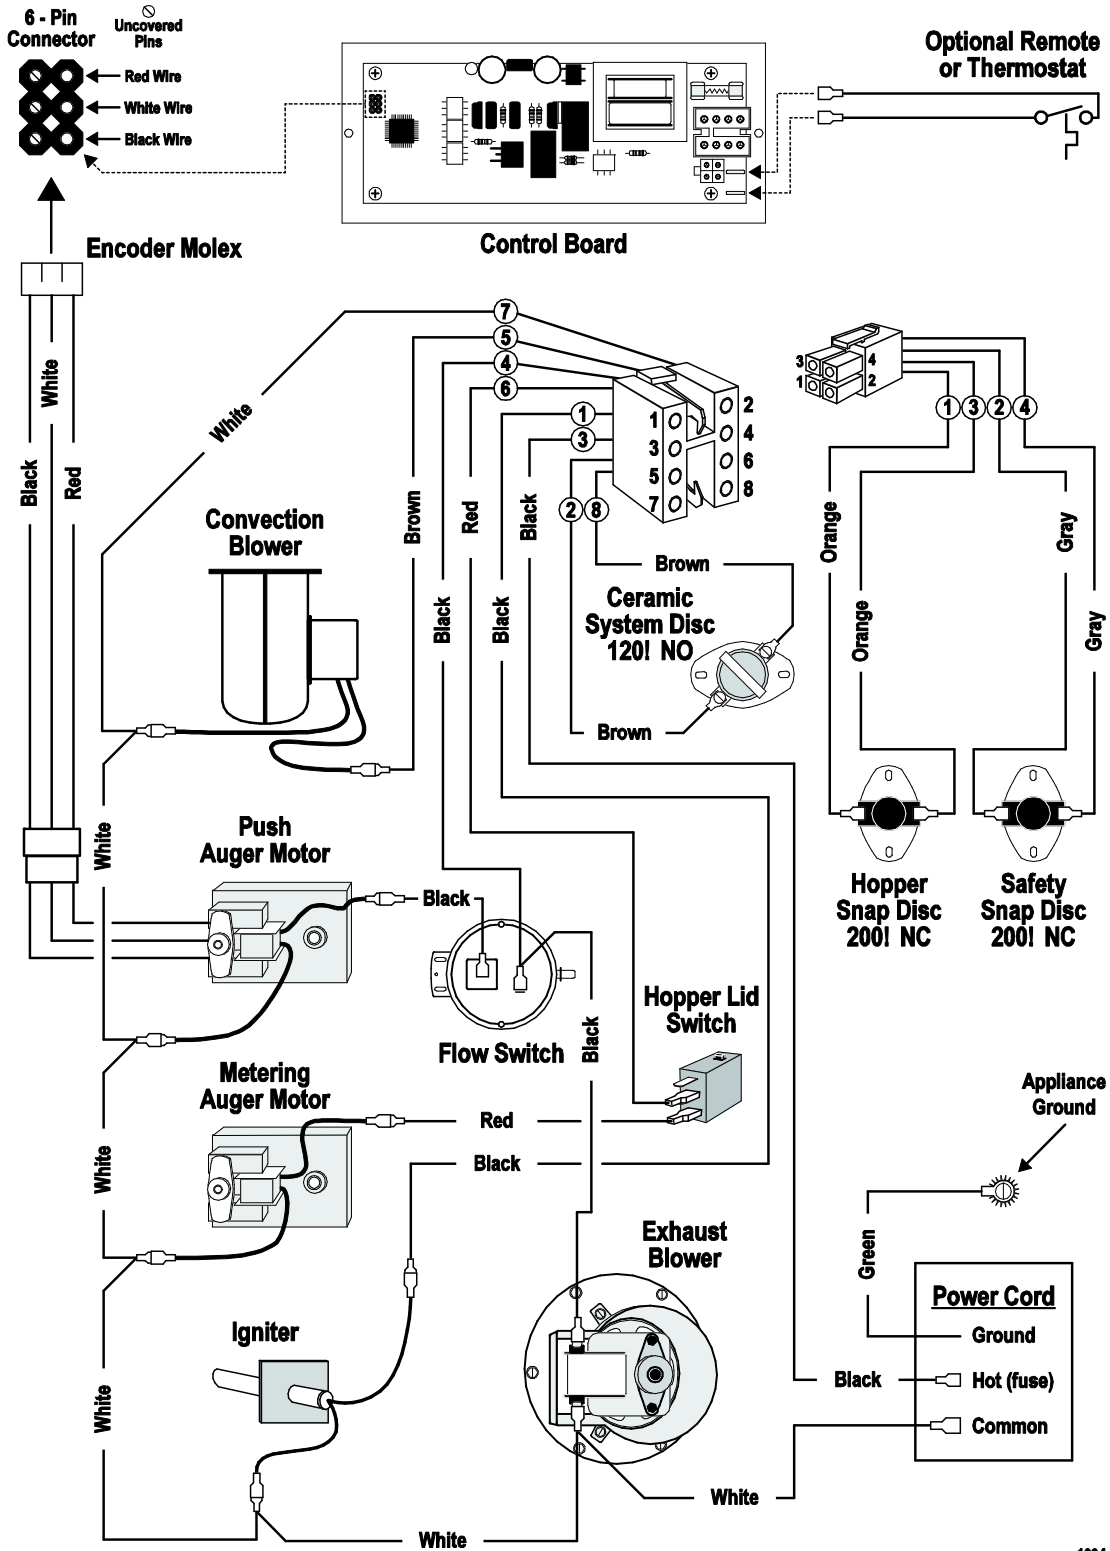 6 - Pin
Connector
Uncovered
Pins
Red Wire
White Wire
Black Wire
Optional Remote
or Thermostat
Control Board
Encoder Molex
Black
White
Red
White
7
5
4
6
1
3
2
8
1
3
5
7
2
4
6
8
3
1
4
2
1
3
2
4
Convection
Blower
Brown
Black
Red
Black
Black
Brown
Ceramic
System Disc
120! NO
Brown
Orange
Orange
Gray
Gray
Hopper
Snap Disc
200! NC
Safety
Snap Disc
200! NC
White
Push
Auger Motor
Black
Flow Switch
Black
Hopper Lid
Switch
Metering
Auger Motor
Red
Black
White
Appliance
Ground
Exhaust
Blower
Green
Power Cord
Ground
Hot (fuse)
Common
Black
Igniter
White
White
White